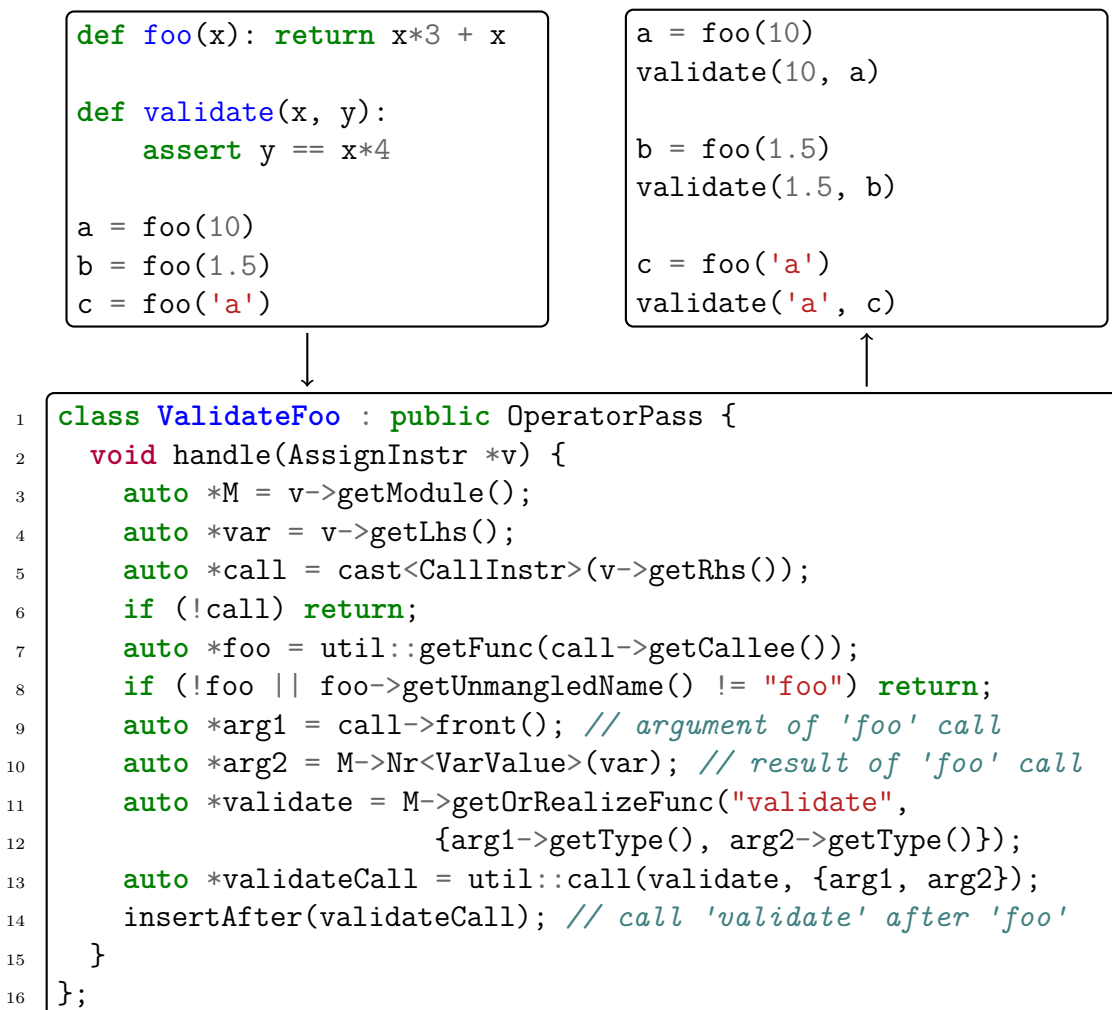 def foo(x): return x*3 + x
def validate(x, y):
    assert y == x*4
a = foo(10)
b = foo(1.5)
c = foo('a')
a = foo(10)
validate(10, a)
b = foo(1.5)
validate(1.5, b)
c = foo('a')
validate('a', c)
1 class ValidateFoo : public OperatorPass {
2   void handle(AssignInstr *v) {
3     auto *M = v->getModule();
4     auto *var = v->getLhs();
5     auto *call = cast<CallInstr>(v->getRhs());
6     if (!call) return;
7     auto *foo = util::getFunc(call->getCallee());
8     if (!foo || foo->getUnmangledName() != "foo") return;
9     auto *arg1 = call->front(); // argument of 'foo' call
10     auto *arg2 = M->Nr<VarValue>(var); // result of 'foo' call
11     auto *validate = M->getOrRealizeFunc("validate",
12                      {arg1->getType(), arg2->getType()});
13     auto *validateCall = util::call(validate, {arg1, arg2});
14     insertAfter(validateCall); // call 'validate' after 'foo'
15   }
16 };